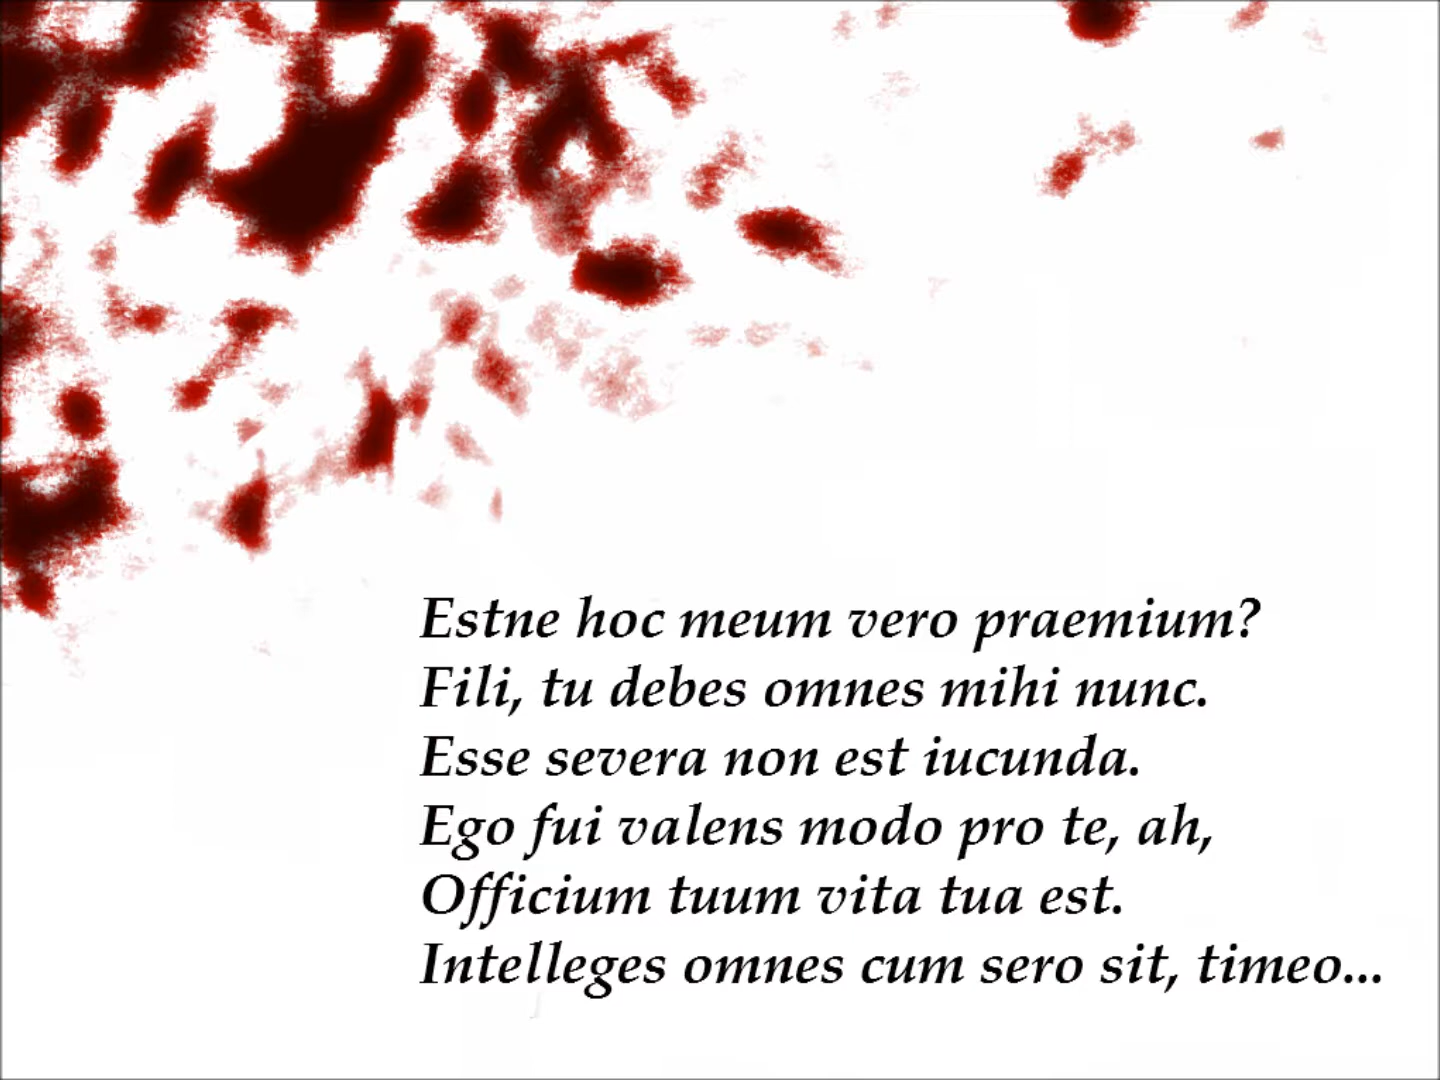 Estne hoc meum vero praemium?
Fili, tu debes omnes mihi nunc.
Esse severa non est iucunda.
Ego fui valens modo pro te, ah,
Officium tuum vita tua est.
Intelleges omnes cum sero sit, timeo...